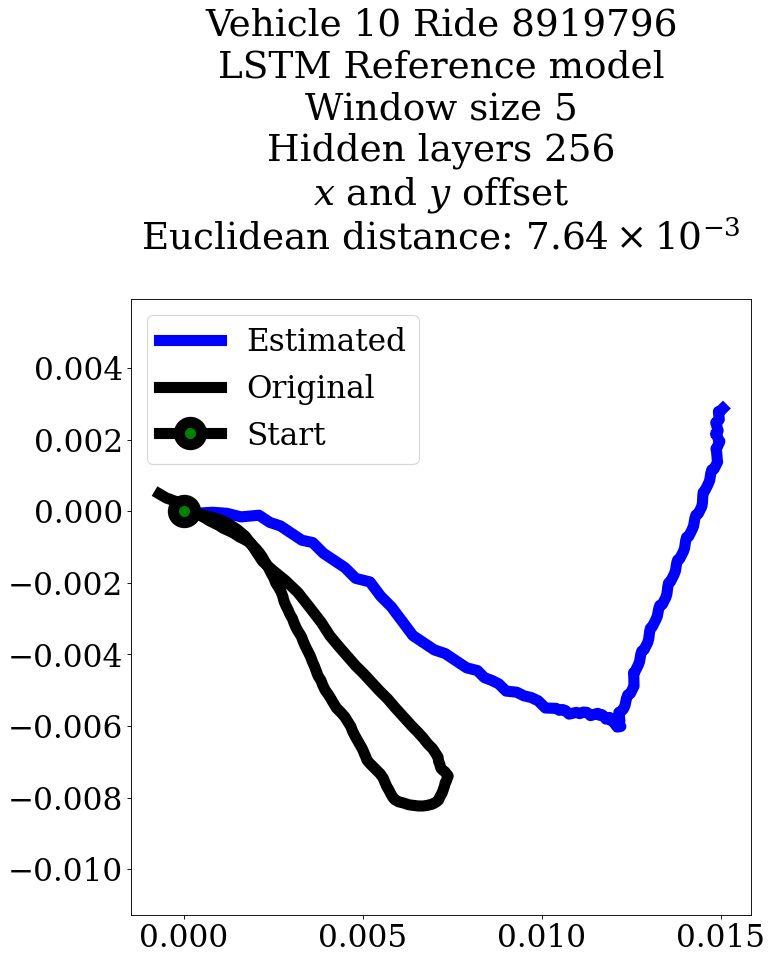 Vehicle 10 Ride 8919796
LSTM Reference model
Window size 5
Hidden layers 256
x and y offset
Euclidean distance: 7.64 × 10⁻³
Estimated
Original
Start
0.004
0.002
0.000
−0.002
−0.004
−0.006
−0.008
−0.010
0.000 0.005 0.010 0.015